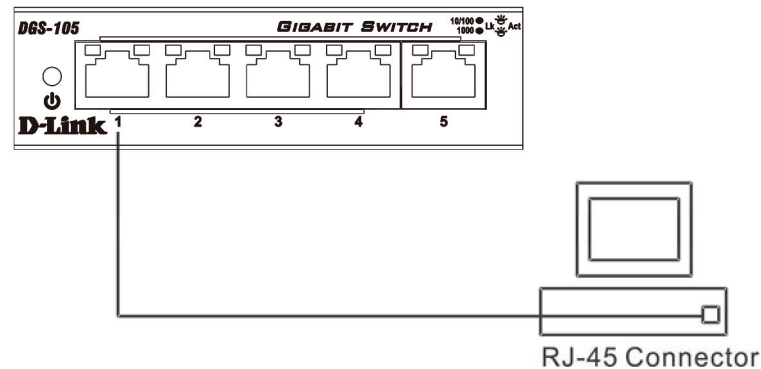 DGS-105
GIGABIT SWITCH
10/100
1000
Lk
Act
D-Link
1 2 3 4 5
RJ-45 Connector